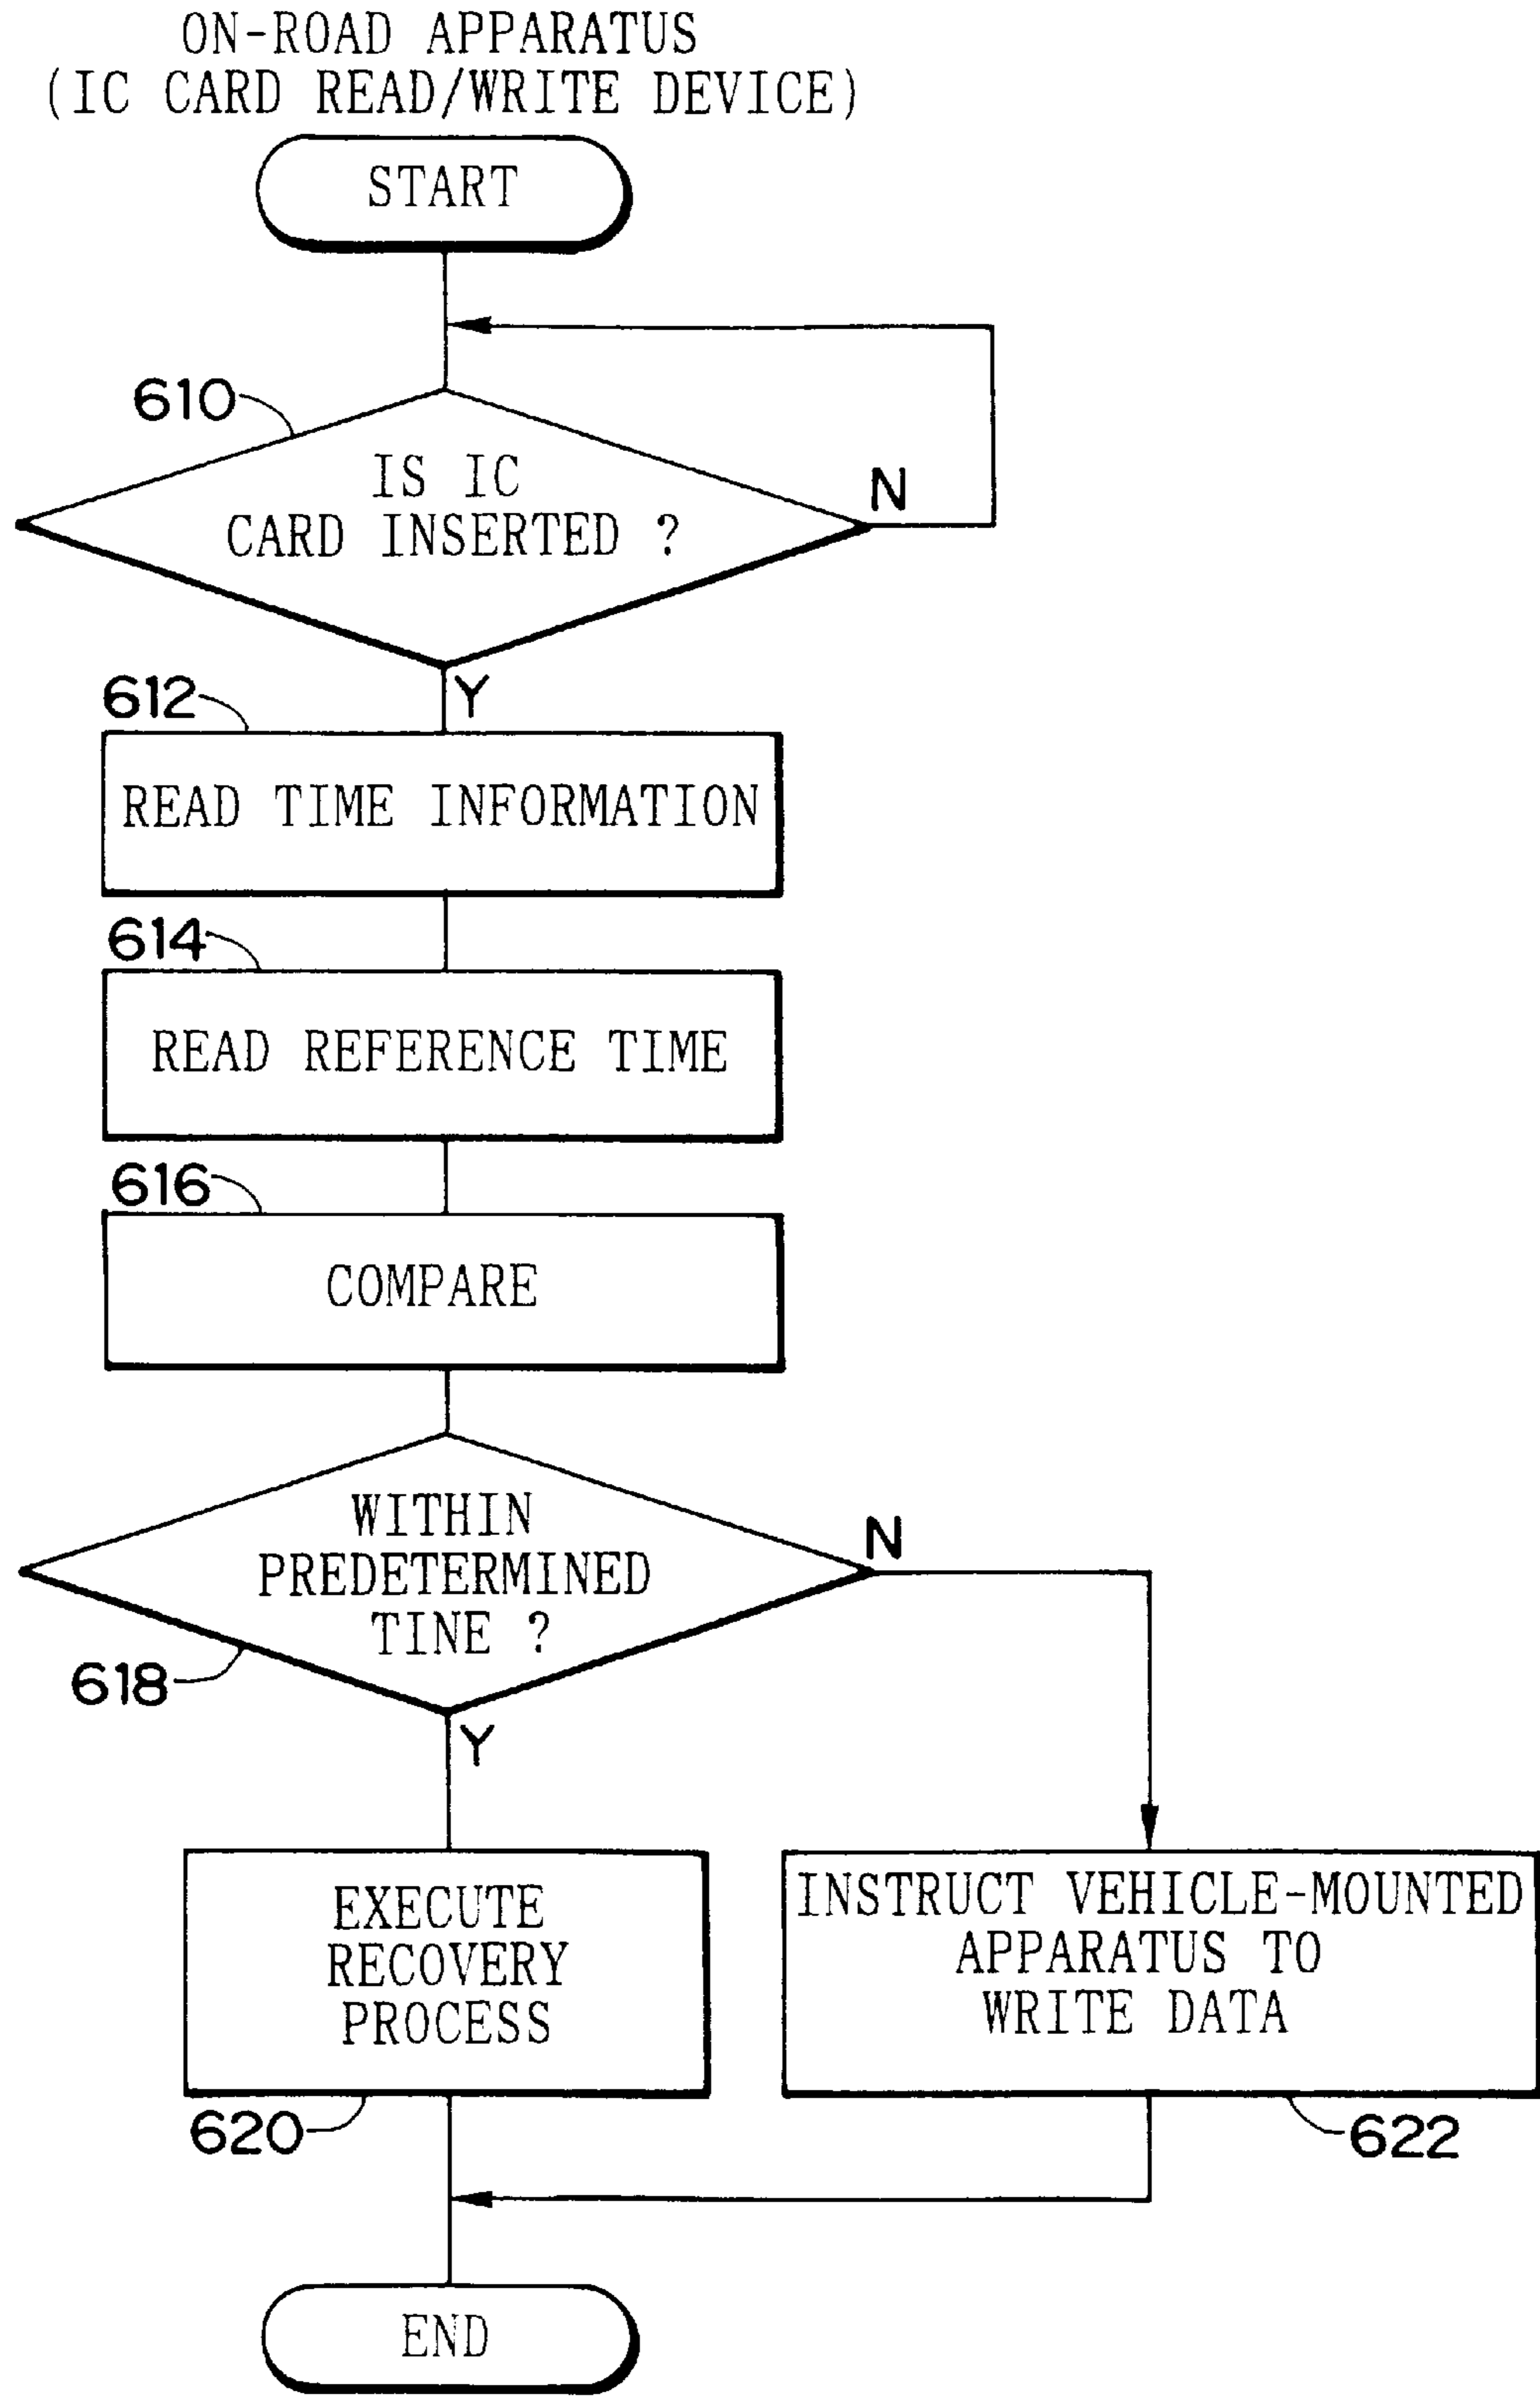 ON-ROAD APPARATUS
(IC CARD READ/WRITE DEVICE)
START
610
IS IC
CARD INSERTED ?
N
Y
612
READ TIME INFORMATION
614
READ REFERENCE TIME
616
COMPARE
WITHIN
PREDETERMINED
TINE ?
N
618
Y
EXECUTE
RECOVERY
PROCESS
INSTRUCT VEHICLE-MOUNTED
APPARATUS TO
WRITE DATA
620
622
END